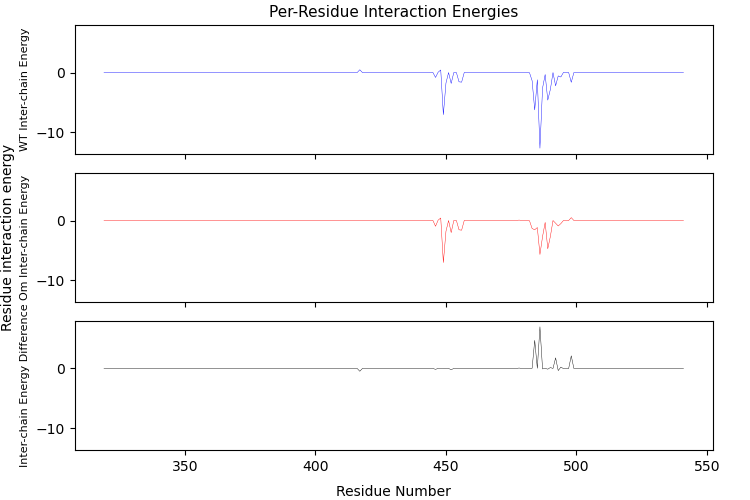 Per-Residue Interaction Energies
Residue interaction energy
WT Inter-chain Energy
0
−10
Om Inter-chain Energy
0
−10
Inter-chain Energy Difference
0
−10
350
400
450
500
550
Residue Number